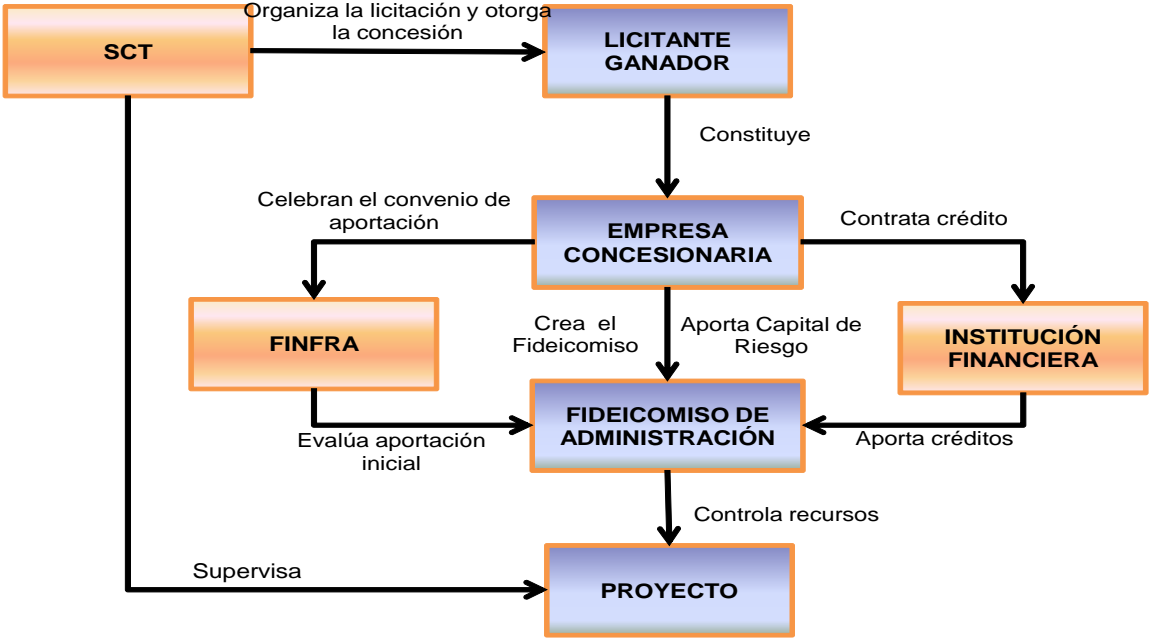 Organiza la licitación y otorga
la concesión
SCT
LICITANTE
GANADOR
Constituye
Celebran el convenio de
aportación
EMPRESA
CONCESIONARIA
Contrata crédito
FINFRA
Crea el
Fideicomiso
Aporta Capital de
Riesgo
INSTITUCIÓN
FINANCIERA
FIDEICOMISO DE
ADMINISTRACIÓN
Evalúa aportación
inicial
Aporta créditos
Controla recursos
Supervisa
PROYECTO